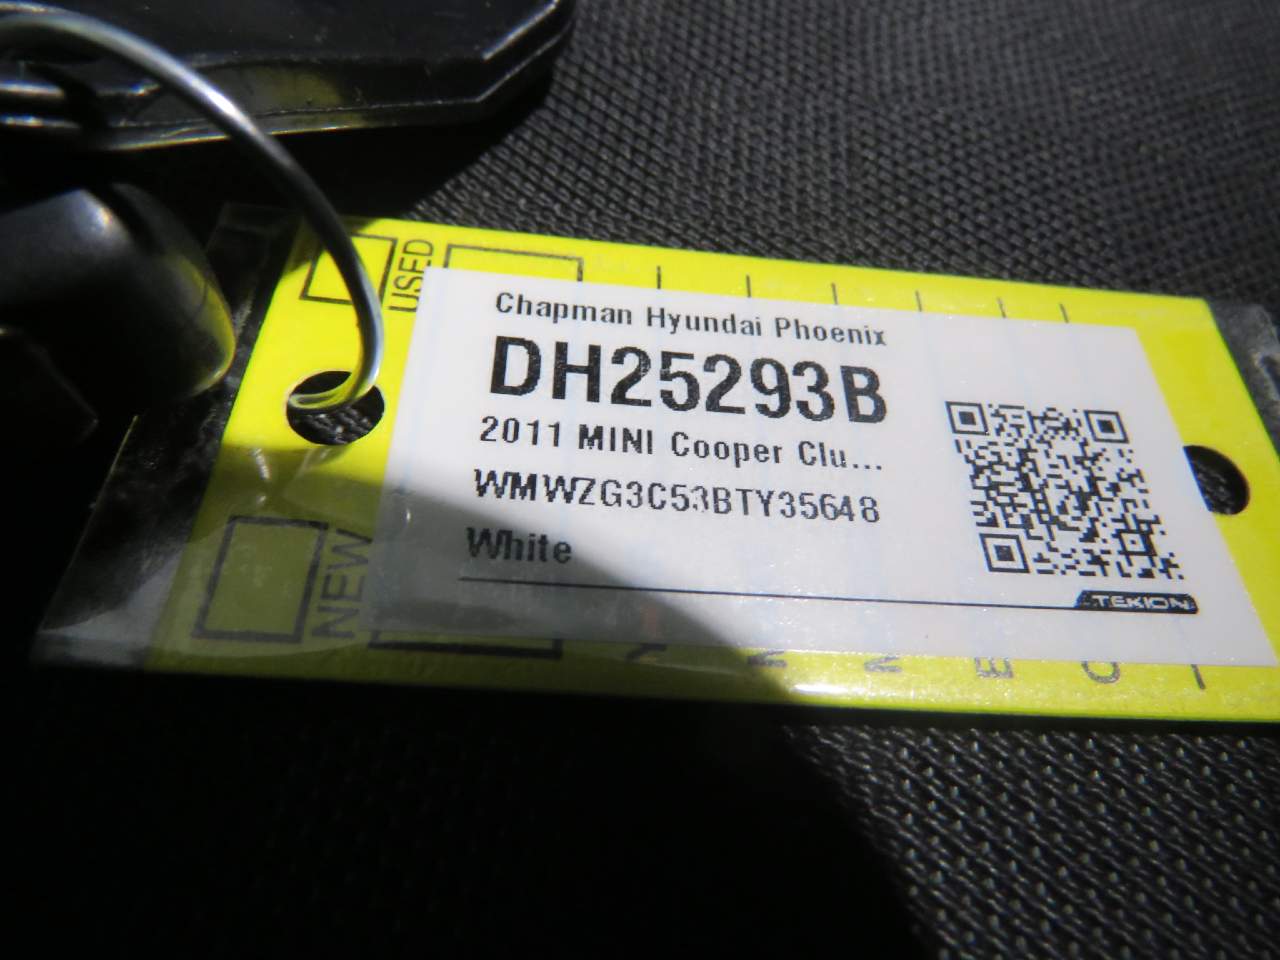 USED
Chapman Hyundai Phoenix
DH25293B
2011 MINI Cooper Clu...
WMWZG3C53BTY35648
White
TEKION
NEW